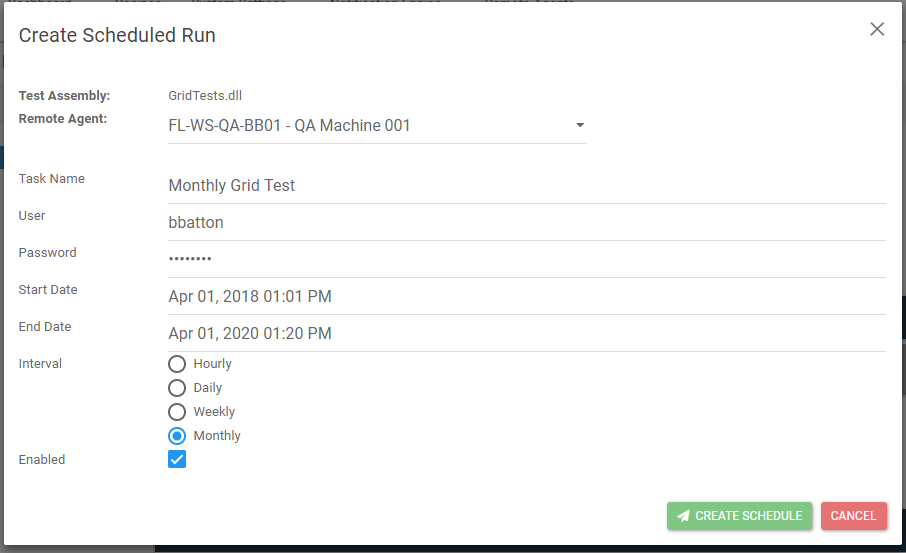 Create Scheduled Run
Test Assembly: GridTests.dll
Remote Agent: FL-WS-QA-BB01 - QA Machine 001
Task Name Monthly Grid Test
User bbatton
Password ••••••••
Start Date Apr 01, 2018 01:01 PM
End Date Apr 01, 2020 01:20 PM
Interval Hourly
Daily
Weekly
Monthly
Enabled
CREATE SCHEDULE CANCEL